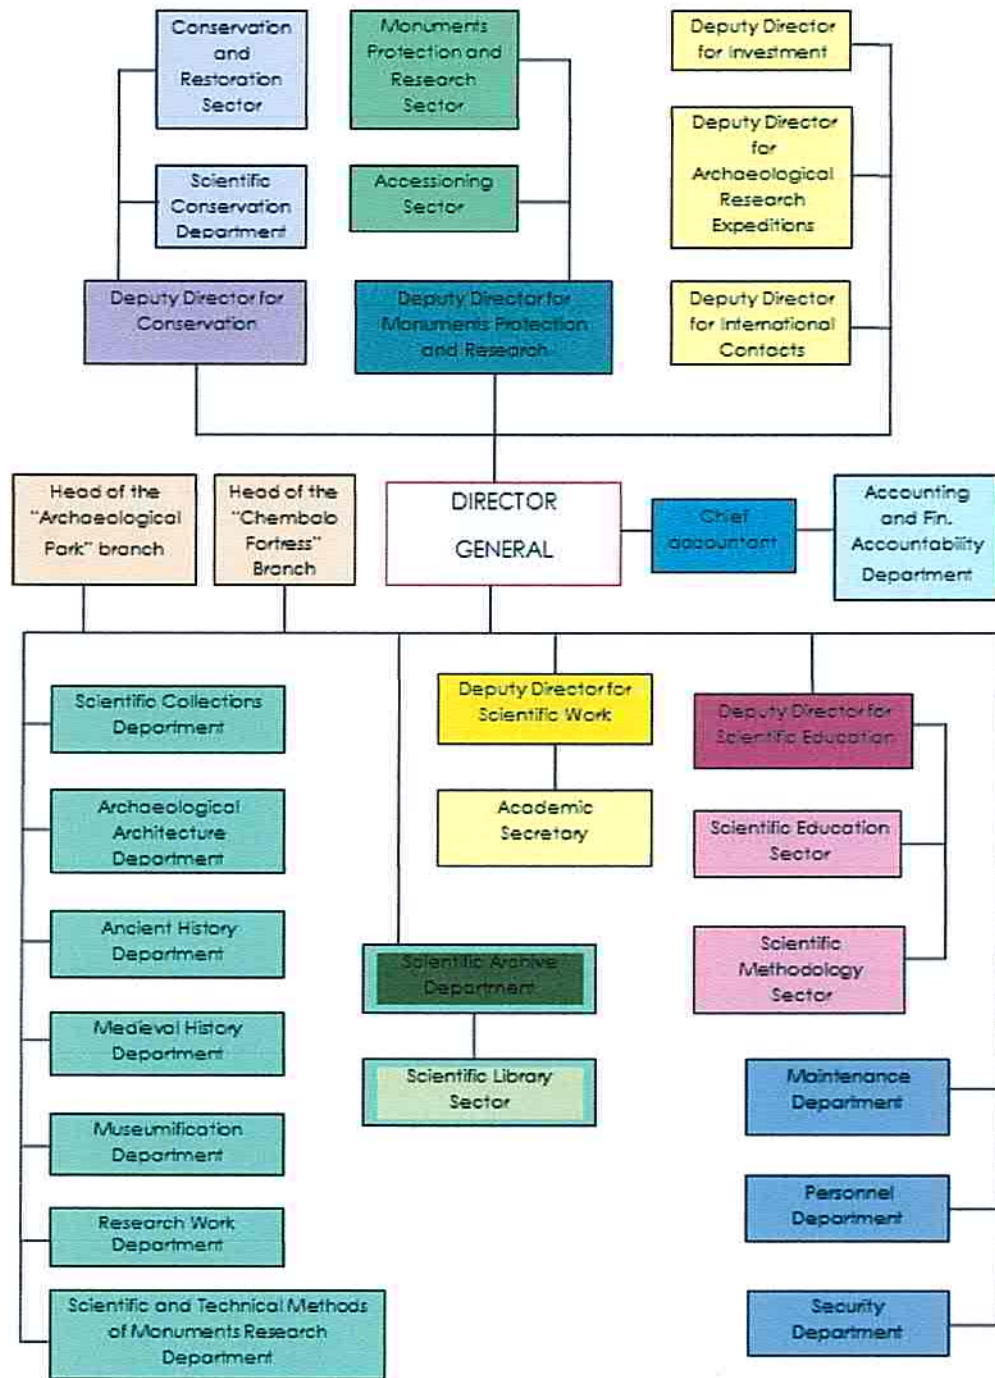 Conservation
and
Restoration
Sector
Monuments
Protection and
Research
Sector
Deputy Director
for Investment
Scientific
Conservation
Department
Accessioning
Sector
Deputy Director
for
Archaeological
Research
Expeditions
Deputy Director for
Conservation
Deputy Director for
Monuments Protection
and Research
Deputy Director
for International
Contacts
Head of the
"Archaeological
Park" branch
Head of the
"Chembalo
Fortress"
Branch
DIRECTOR
GENERAL
Chief
accountant
Accounting
and Fin.
Accountability
Department
Scientific Collections
Department
Archaeological
Architecture
Department
Ancient History
Department
Medieval History
Department
Museumification
Department
Research Work
Department
Scientific and Technical Methods
of Monuments Research
Department
Deputy Director for
Scientific Work
Academic
Secretary
Scientific Archive
Department
Scientific Library
Sector
Deputy Director for
Scientific Education
Scientific Education
Sector
Scientific
Methodology
Sector
Maintenance
Department
Personnel
Department
Security
Department